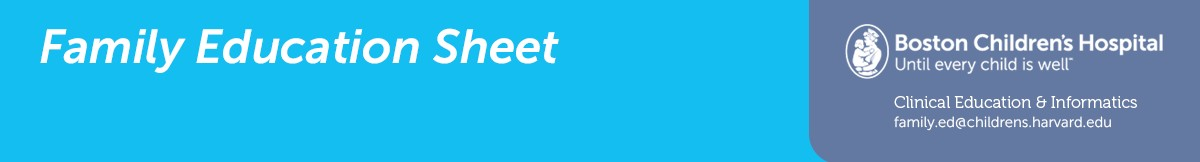 Family Education Sheet
Boston Children's Hospital
Until every child is well™
Clinical Education & Informatics
family.ed@childrens.harvard.edu